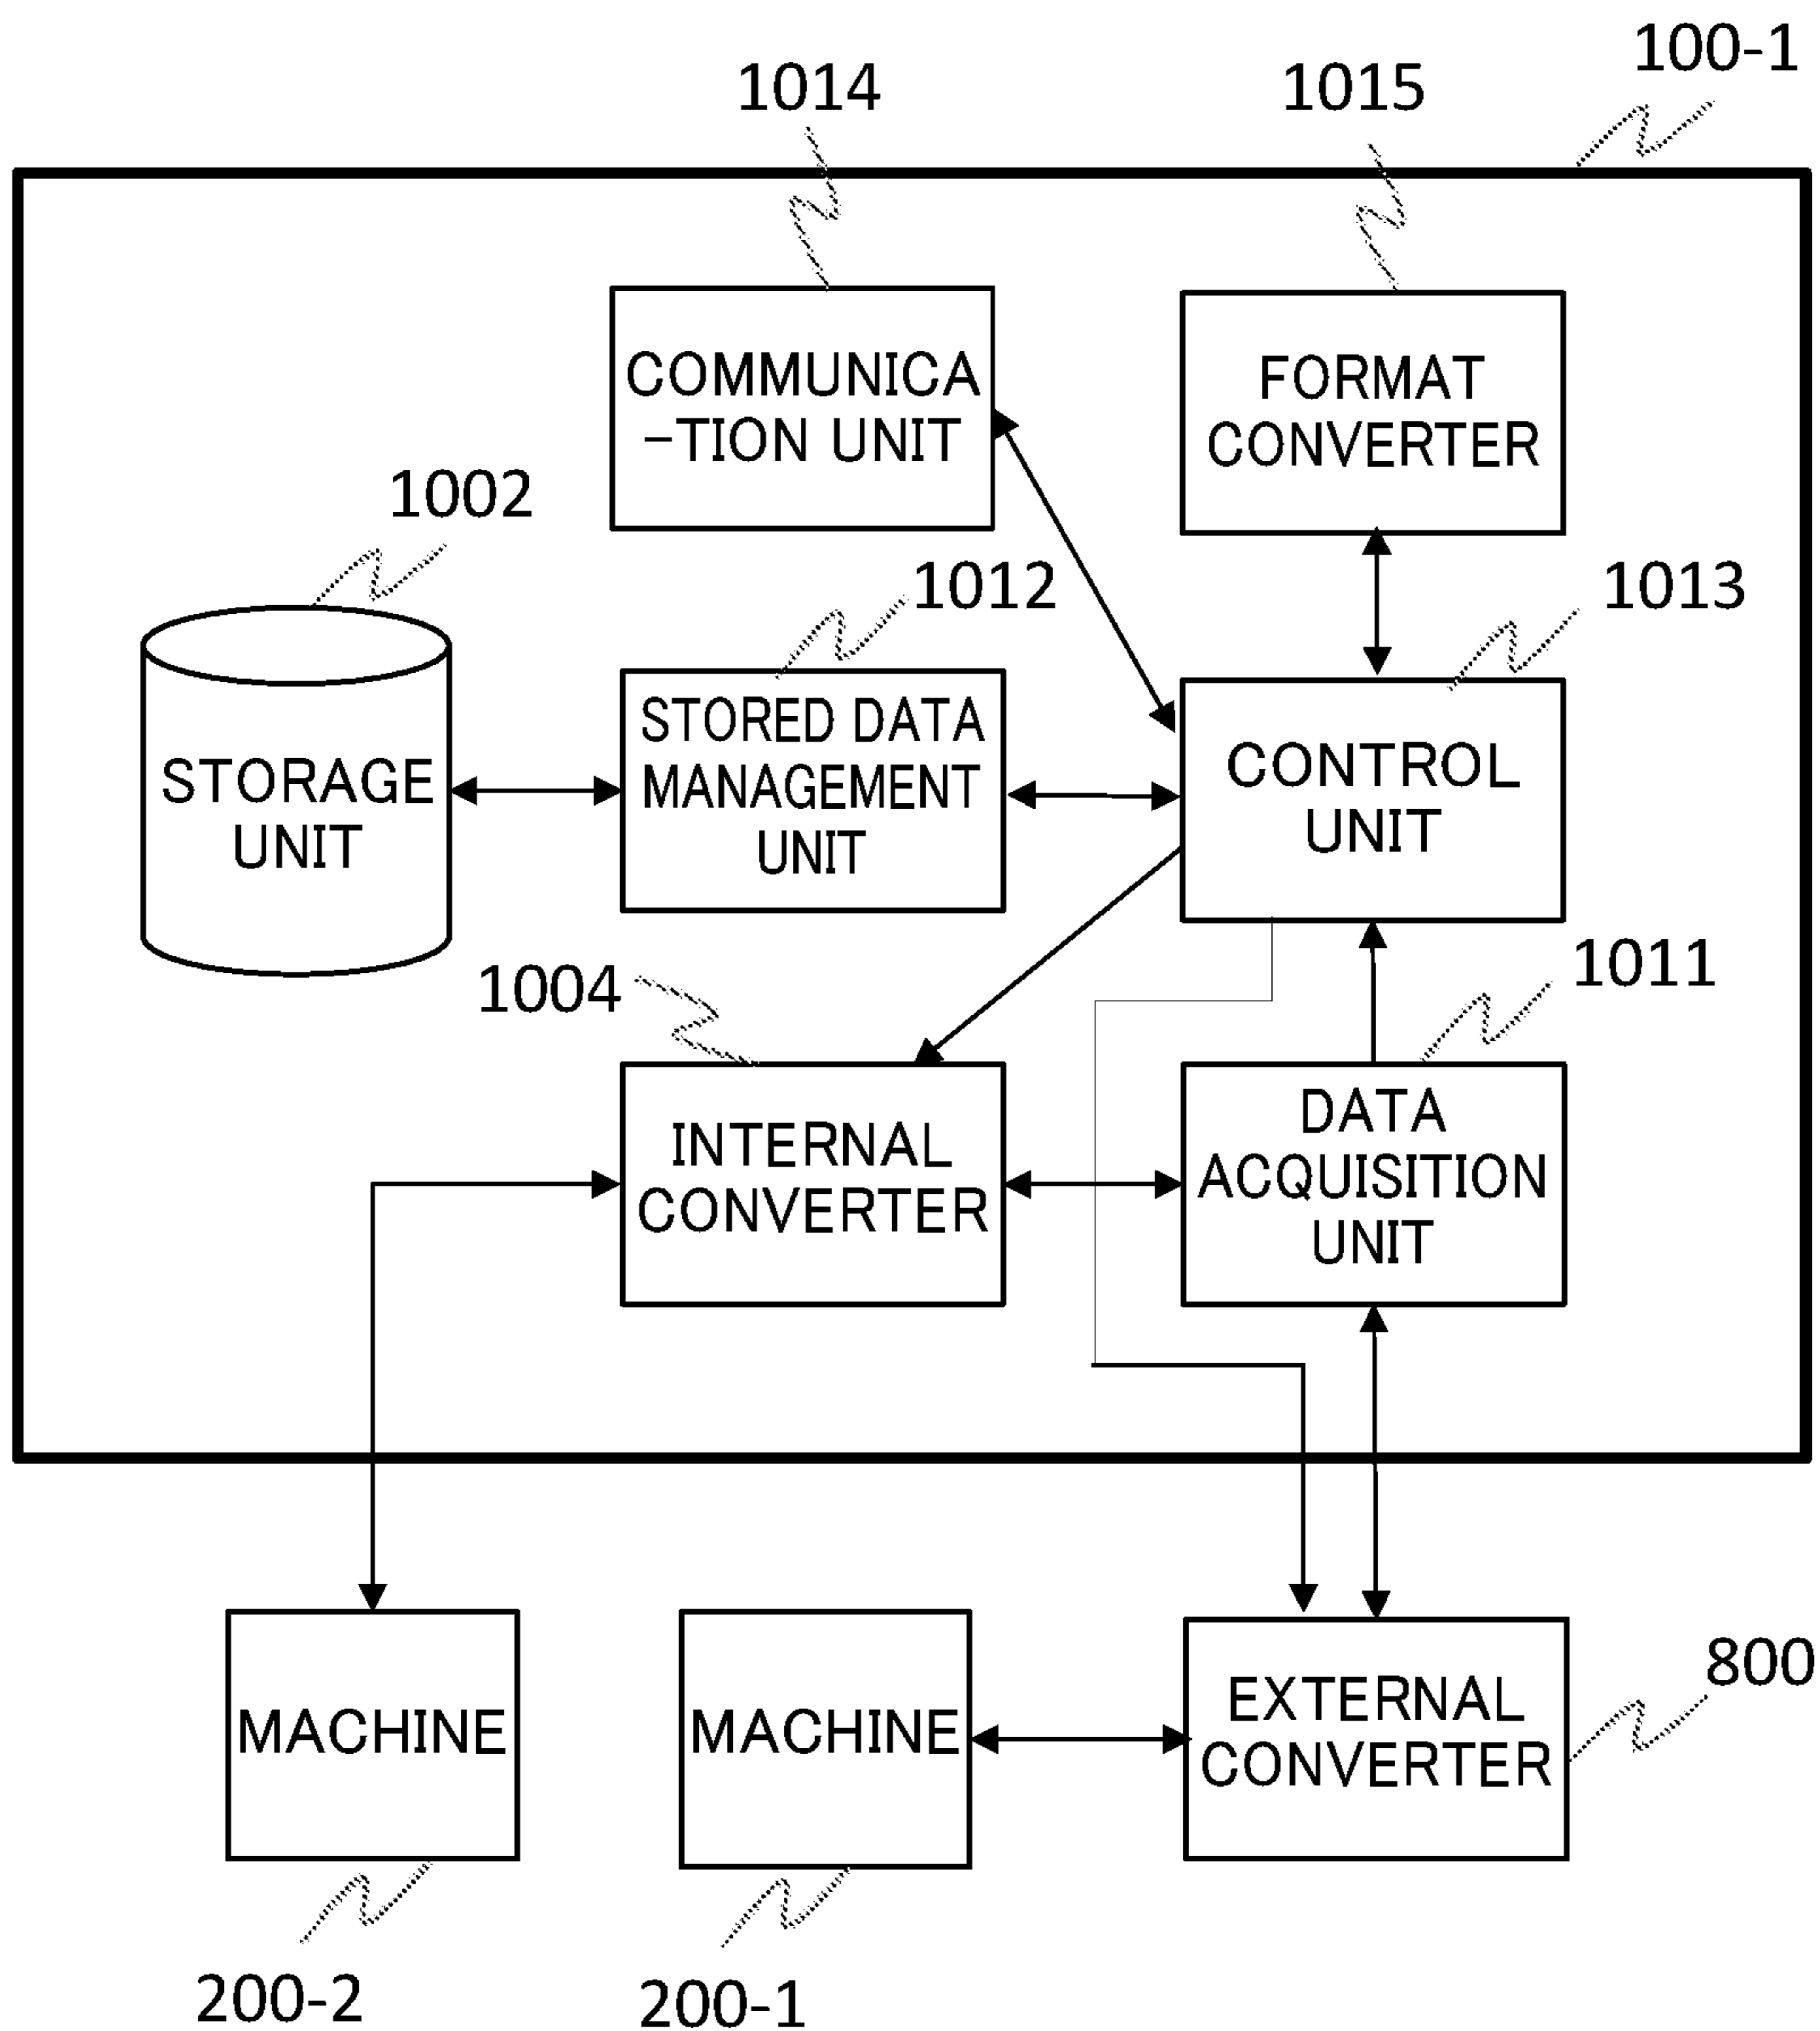 100-1
1014
1015
COMMUNICA
-TION UNIT
FORMAT
CONVERTER
1002
1012
1013
STORAGE
UNIT
STORED DATA
MANAGEMENT
UNIT
CONTROL
UNIT
1004
1011
INTERNAL
CONVERTER
DATA
ACQUISITION
UNIT
MACHINE
MACHINE
EXTERNAL
CONVERTER
800
200-2
200-1